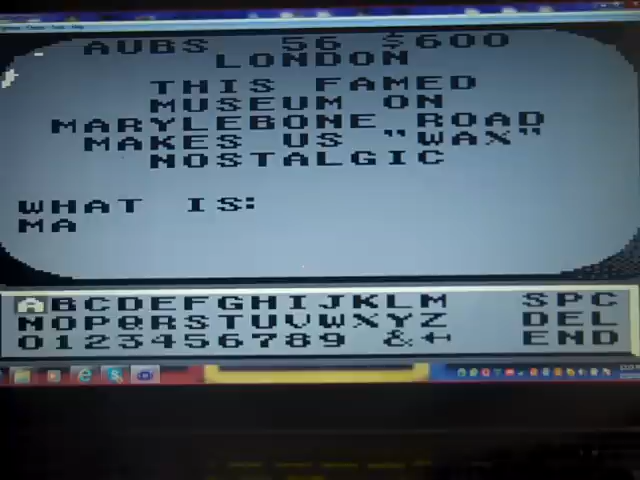 AUBS 56 $600
LONDON
THIS FAMED
MUSEUM ON
MARYLEBONE ROAD
MAKES US "WAX"
NOSTALGIC
WHAT IS:
MA
ABCDEFGHIJKLM SPC
NOPQRSTUVWXYZ DEL
0123456789 &← END